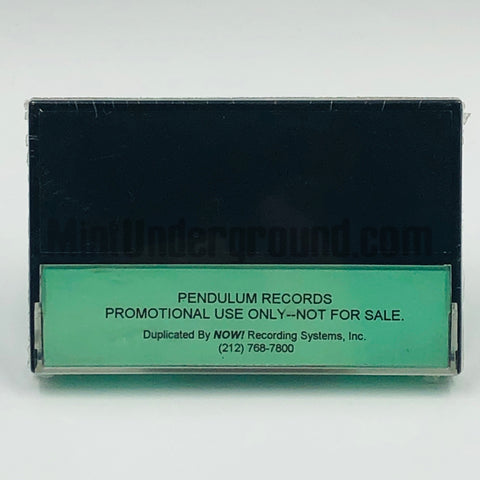 MintUnderground.com
PENDULUM RECORDS
PROMOTIONAL USE ONLY--NOT FOR SALE.
Duplicated By NOW! Recording Systems, Inc.
(212) 768-7800